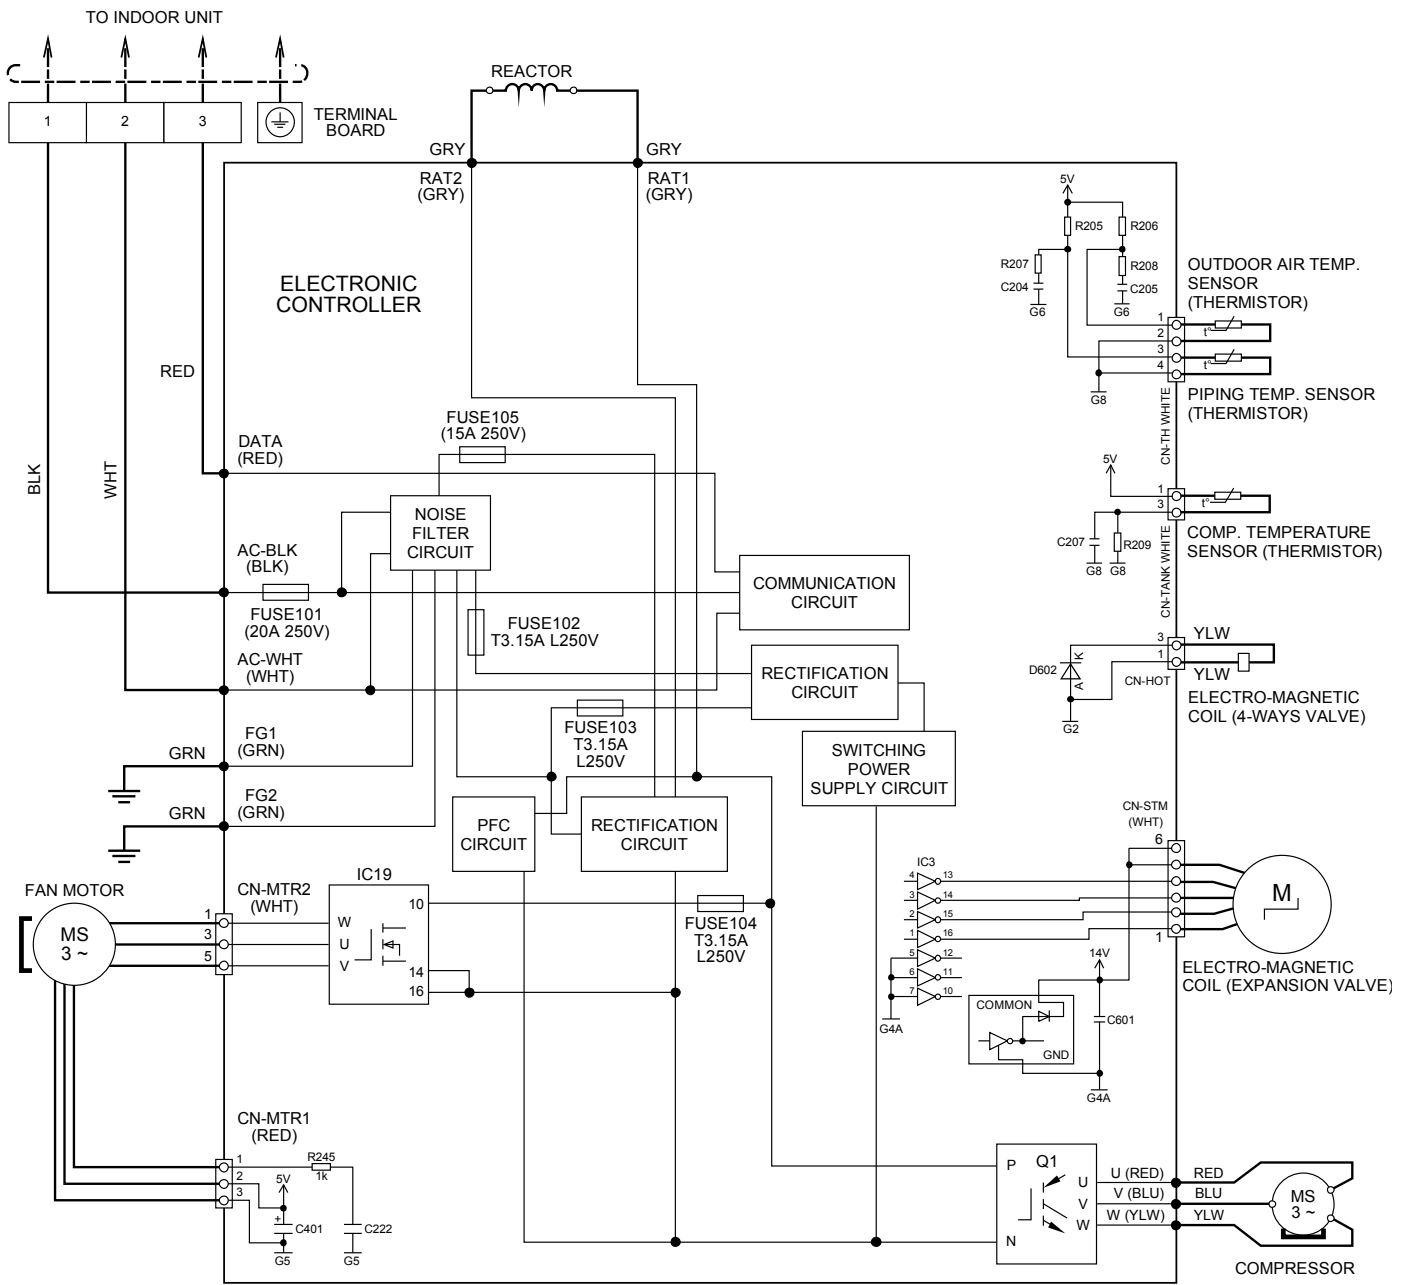 TO INDOOR UNIT
1
2
3
TERMINAL
BOARD
REACTOR
GRY
GRY
RAT2
(GRY)
RAT1
(GRY)
ELECTRONIC
CONTROLLER
5V
R205
R206
R207
R208
C204
C205
G6
G6
OUTDOOR AIR TEMP.
SENSOR
(THERMISTOR)
1
2
3
4
t°
t°
G8
CN-TH WHITE
PIPING TEMP. SENSOR
(THERMISTOR)
RED
BLK
WHT
DATA
(RED)
FUSE105
(15A 250V)
NOISE
FILTER
CIRCUIT
AC-BLK
(BLK)
FUSE101
(20A 250V)
FUSE102
T3.15A L250V
COMMUNICATION
CIRCUIT
5V
1
3
t°
C207
R209
G8
G8
CN-TANK WHITE
COMP. TEMPERATURE
SENSOR (THERMISTOR)
AC-WHT
(WHT)
RECTIFICATION
CIRCUIT
D602
K
A
G2
3
1
CN-HOT
YLW
YLW
ELECTRO-MAGNETIC
COIL (4-WAYS VALVE)
FUSE103
T3.15A
L250V
GRN
FG1
(GRN)
SWITCHING
POWER
SUPPLY CIRCUIT
GRN
FG2
(GRN)
PFC
CIRCUIT
RECTIFICATION
CIRCUIT
CN-STM
(WHT)
6
1
M
ELECTRO-MAGNETIC
COIL (EXPANSION VALVE)
IC3
4
13
3
14
2
15
1
16
5
12
6
11
7
10
G4A
14V
COMMON
GND
C601
G4A
FAN MOTOR
MS
3 ~
CN-MTR2
(WHT)
1
3
5
IC19
W
U
V
10
14
16
FUSE104
T3.15A
L250V
CN-MTR1
(RED)
1
2
3
R245
1k
5V
+
C401
C222
G5
G5
P
N
Q1
U
V
W
U (RED)
V (BLU)
W (YLW)
RED
BLU
YLW
MS
3 ~
COMPRESSOR